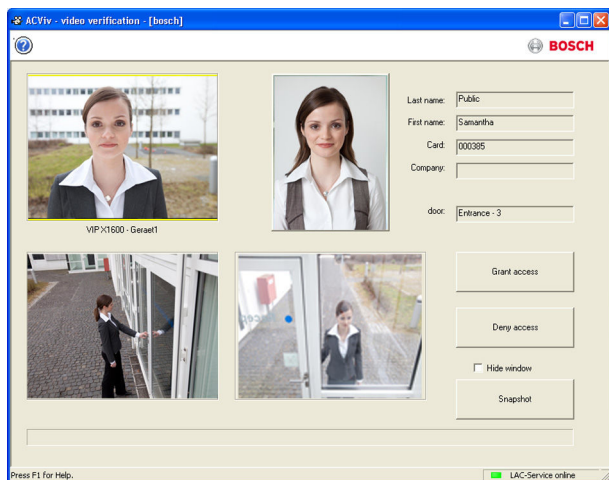 ACViv - video verification - [bosch]
BOSCH
Last name: Public
First name: Samantha
Card: 000385
Company:
door: Entrance - 3
VIP X1600 - Geraet1
Grant access
Deny access
Hide window
Snapshot
Press F1 for Help.
LAC-Service online